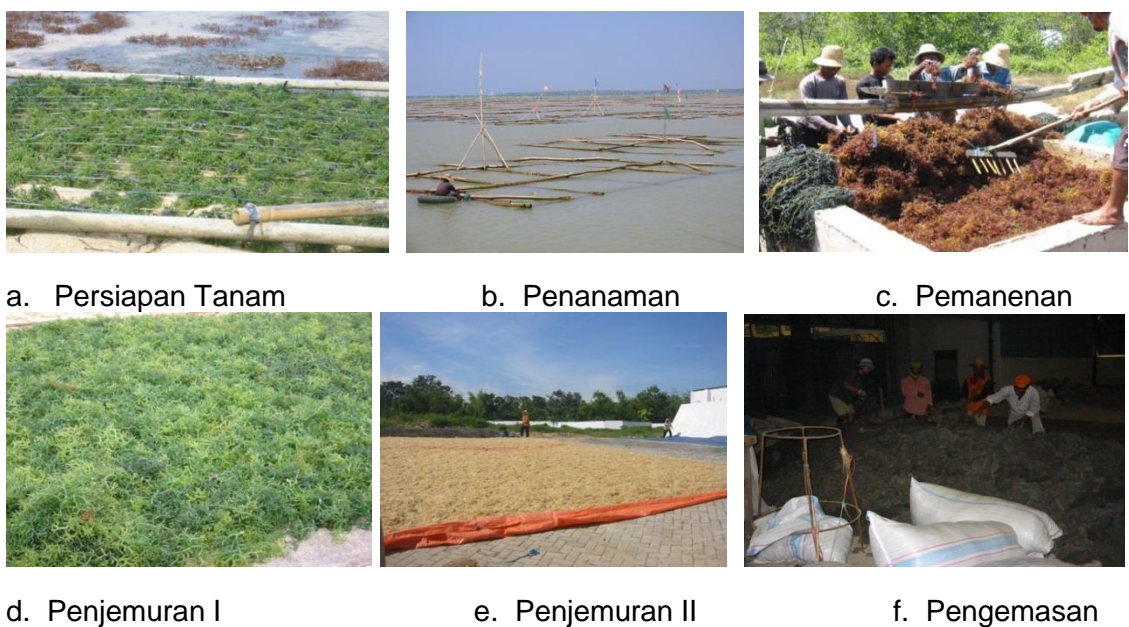 a. Persiapan Tanam b. Penanaman c. Pemanenan
d. Penjemuran I e. Penjemuran II f. Pengemasan